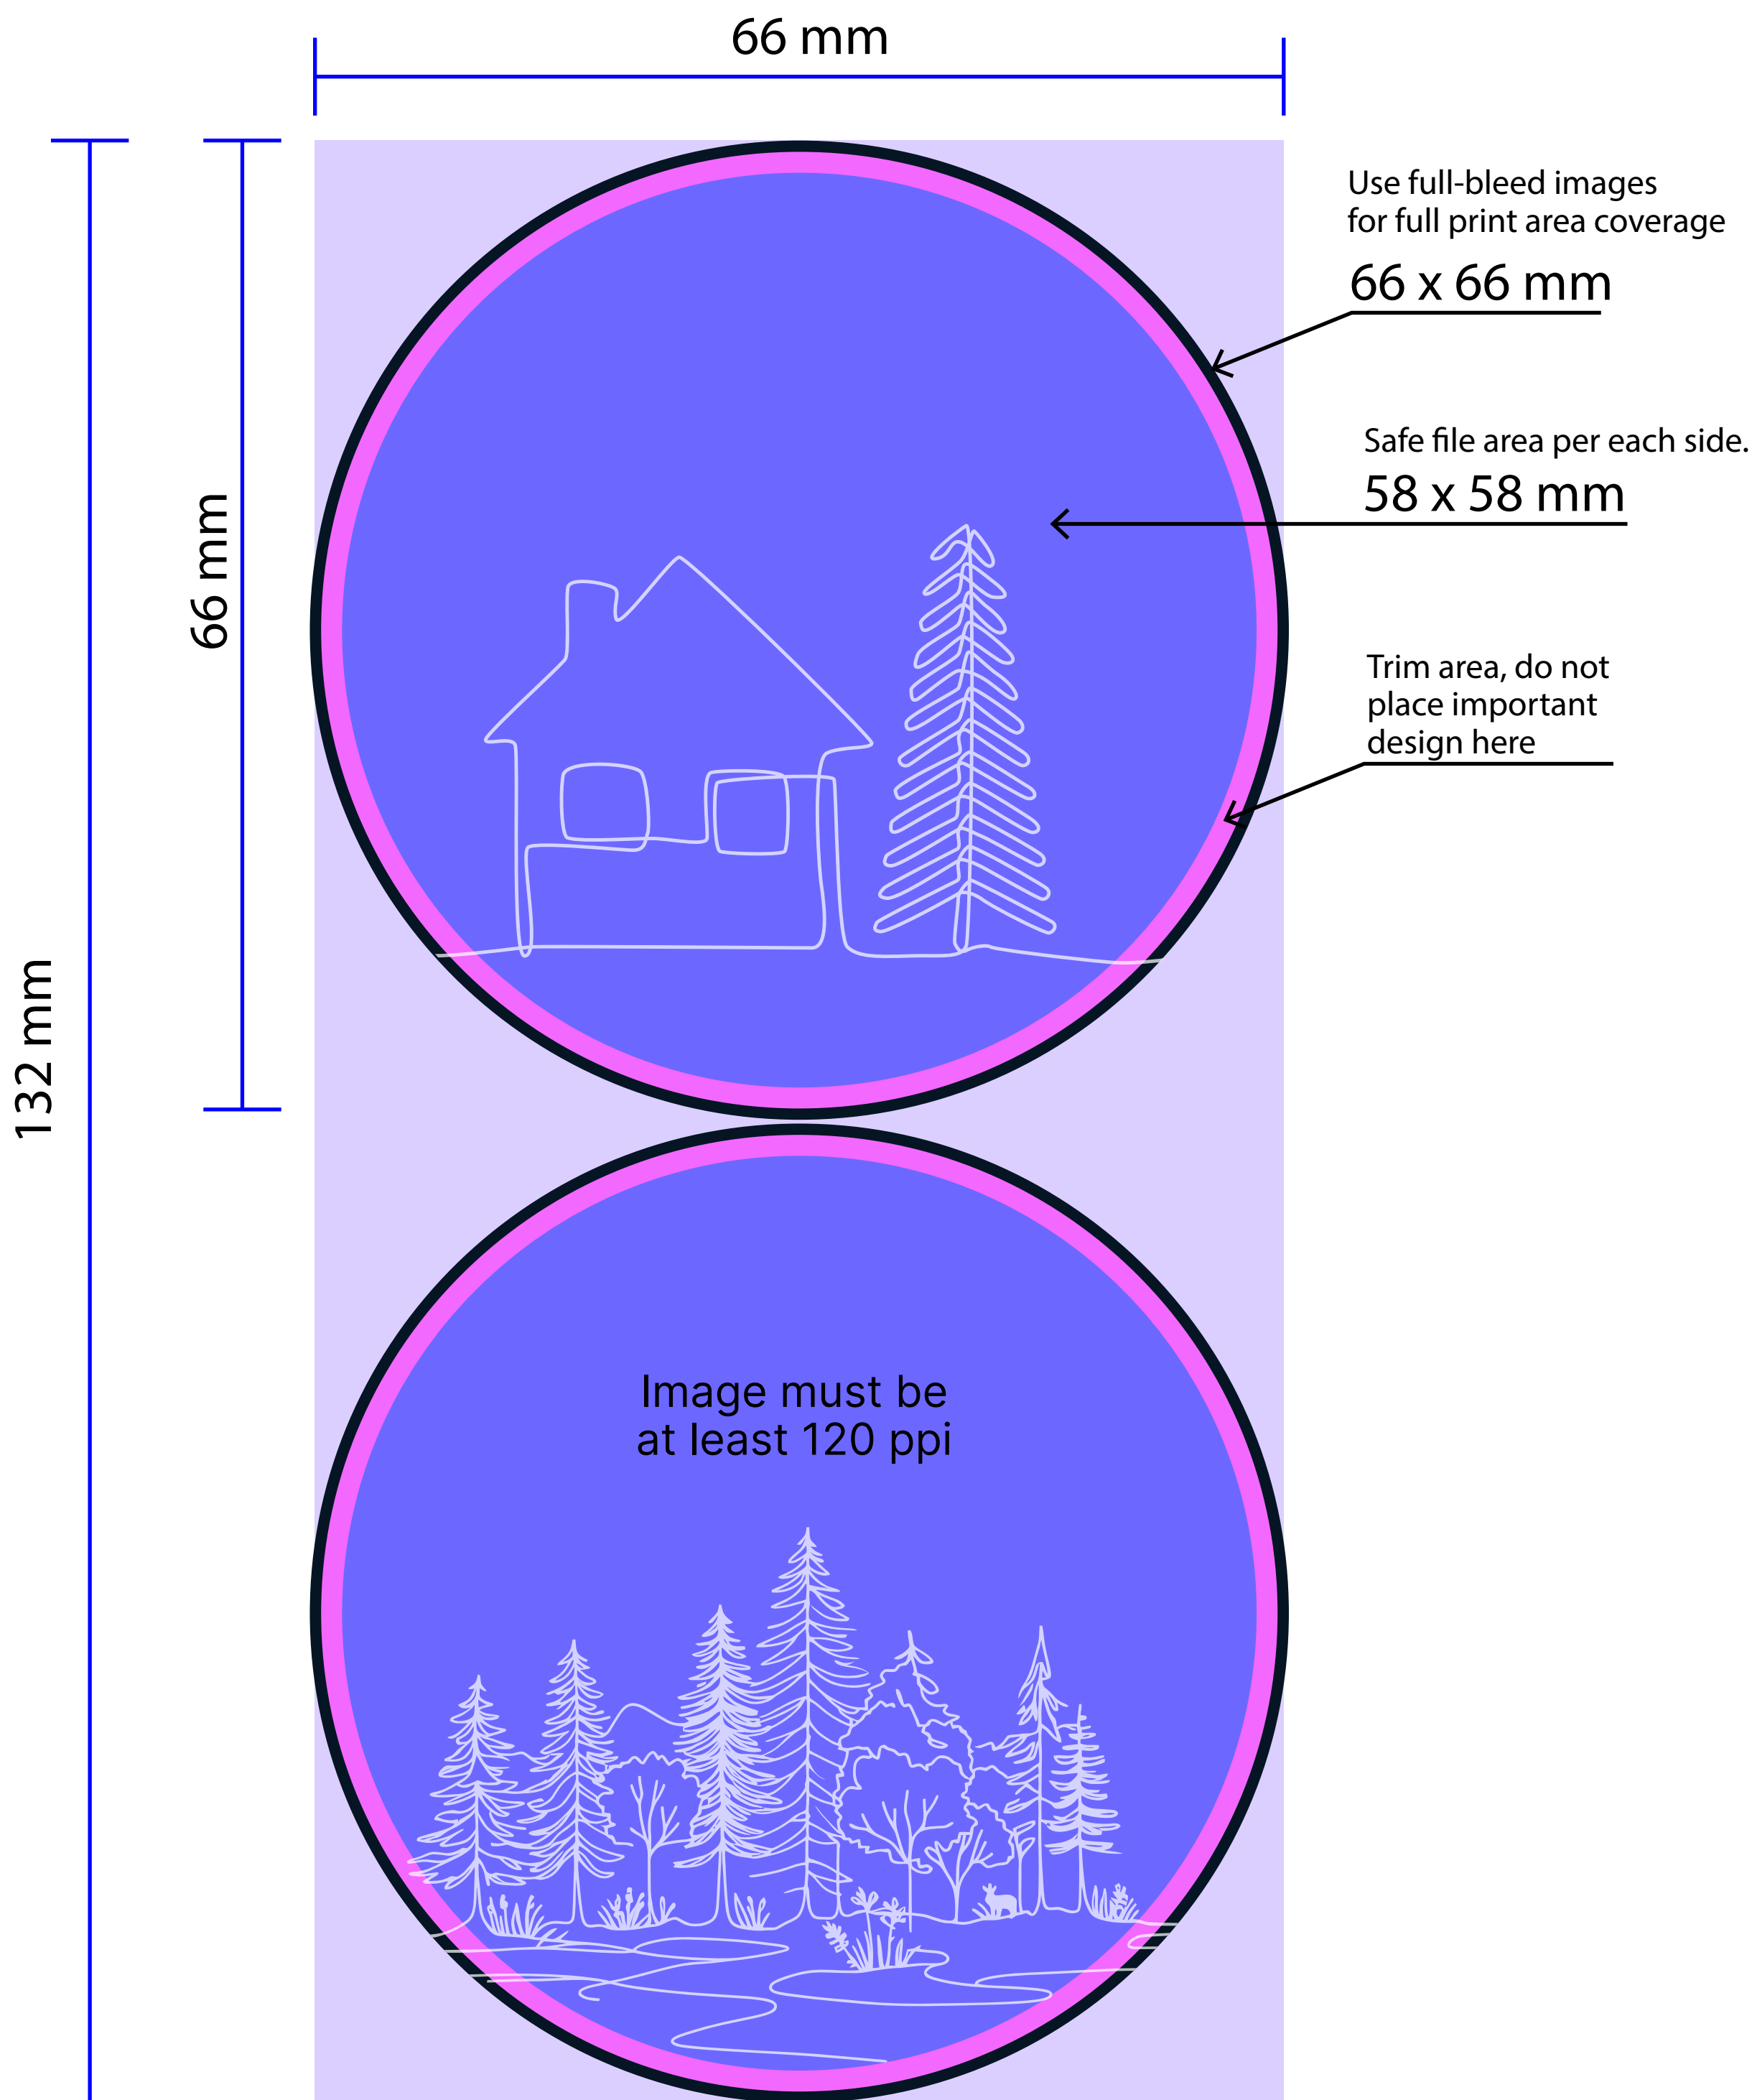 66 mm
Use full-bleed images
for full print area coverage
66 x 66 mm
Safe file area per each side.
58 x 58 mm
66 mm
Trim area, do not
place important
design here
132 mm
Image must be
at least 120 ppi